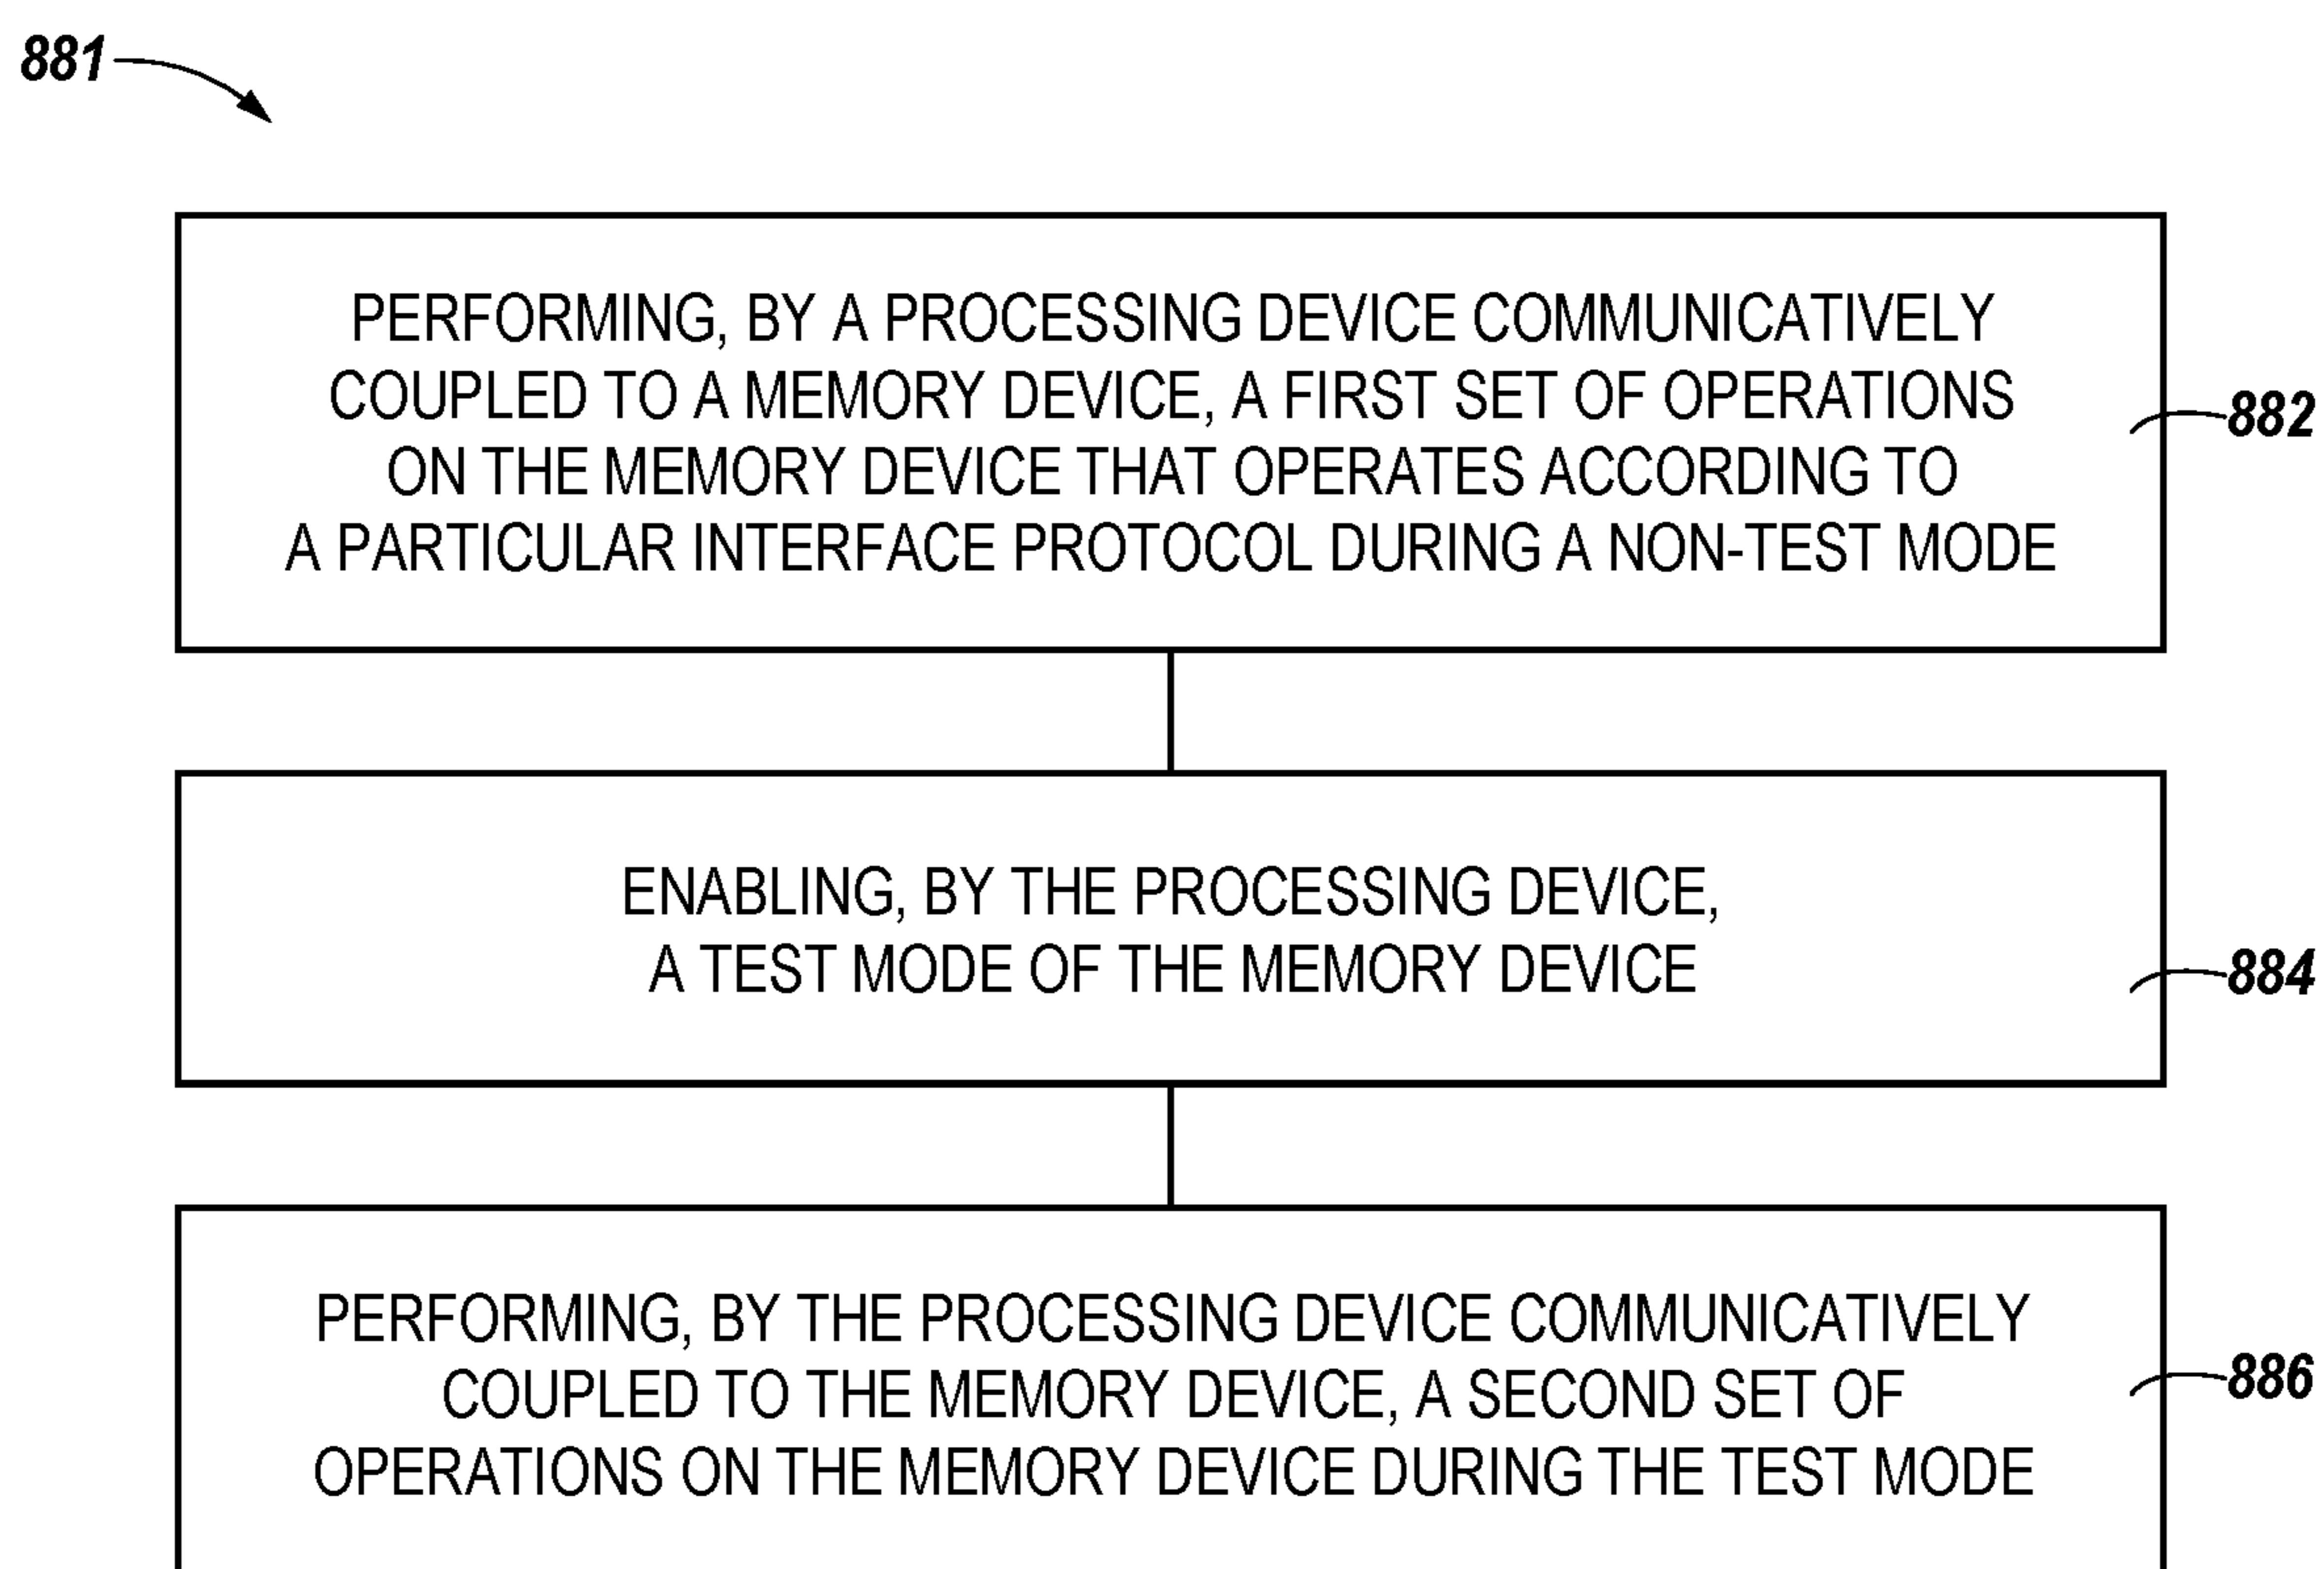 881
PERFORMING, BY A PROCESSING DEVICE COMMUNICATIVELY
COUPLED TO A MEMORY DEVICE, A FIRST SET OF OPERATIONS
ON THE MEMORY DEVICE THAT OPERATES ACCORDING TO
A PARTICULAR INTERFACE PROTOCOL DURING A NON-TEST MODE
882
ENABLING, BY THE PROCESSING DEVICE,
A TEST MODE OF THE MEMORY DEVICE
884
PERFORMING, BY THE PROCESSING DEVICE COMMUNICATIVELY
COUPLED TO THE MEMORY DEVICE, A SECOND SET OF
OPERATIONS ON THE MEMORY DEVICE DURING THE TEST MODE
886